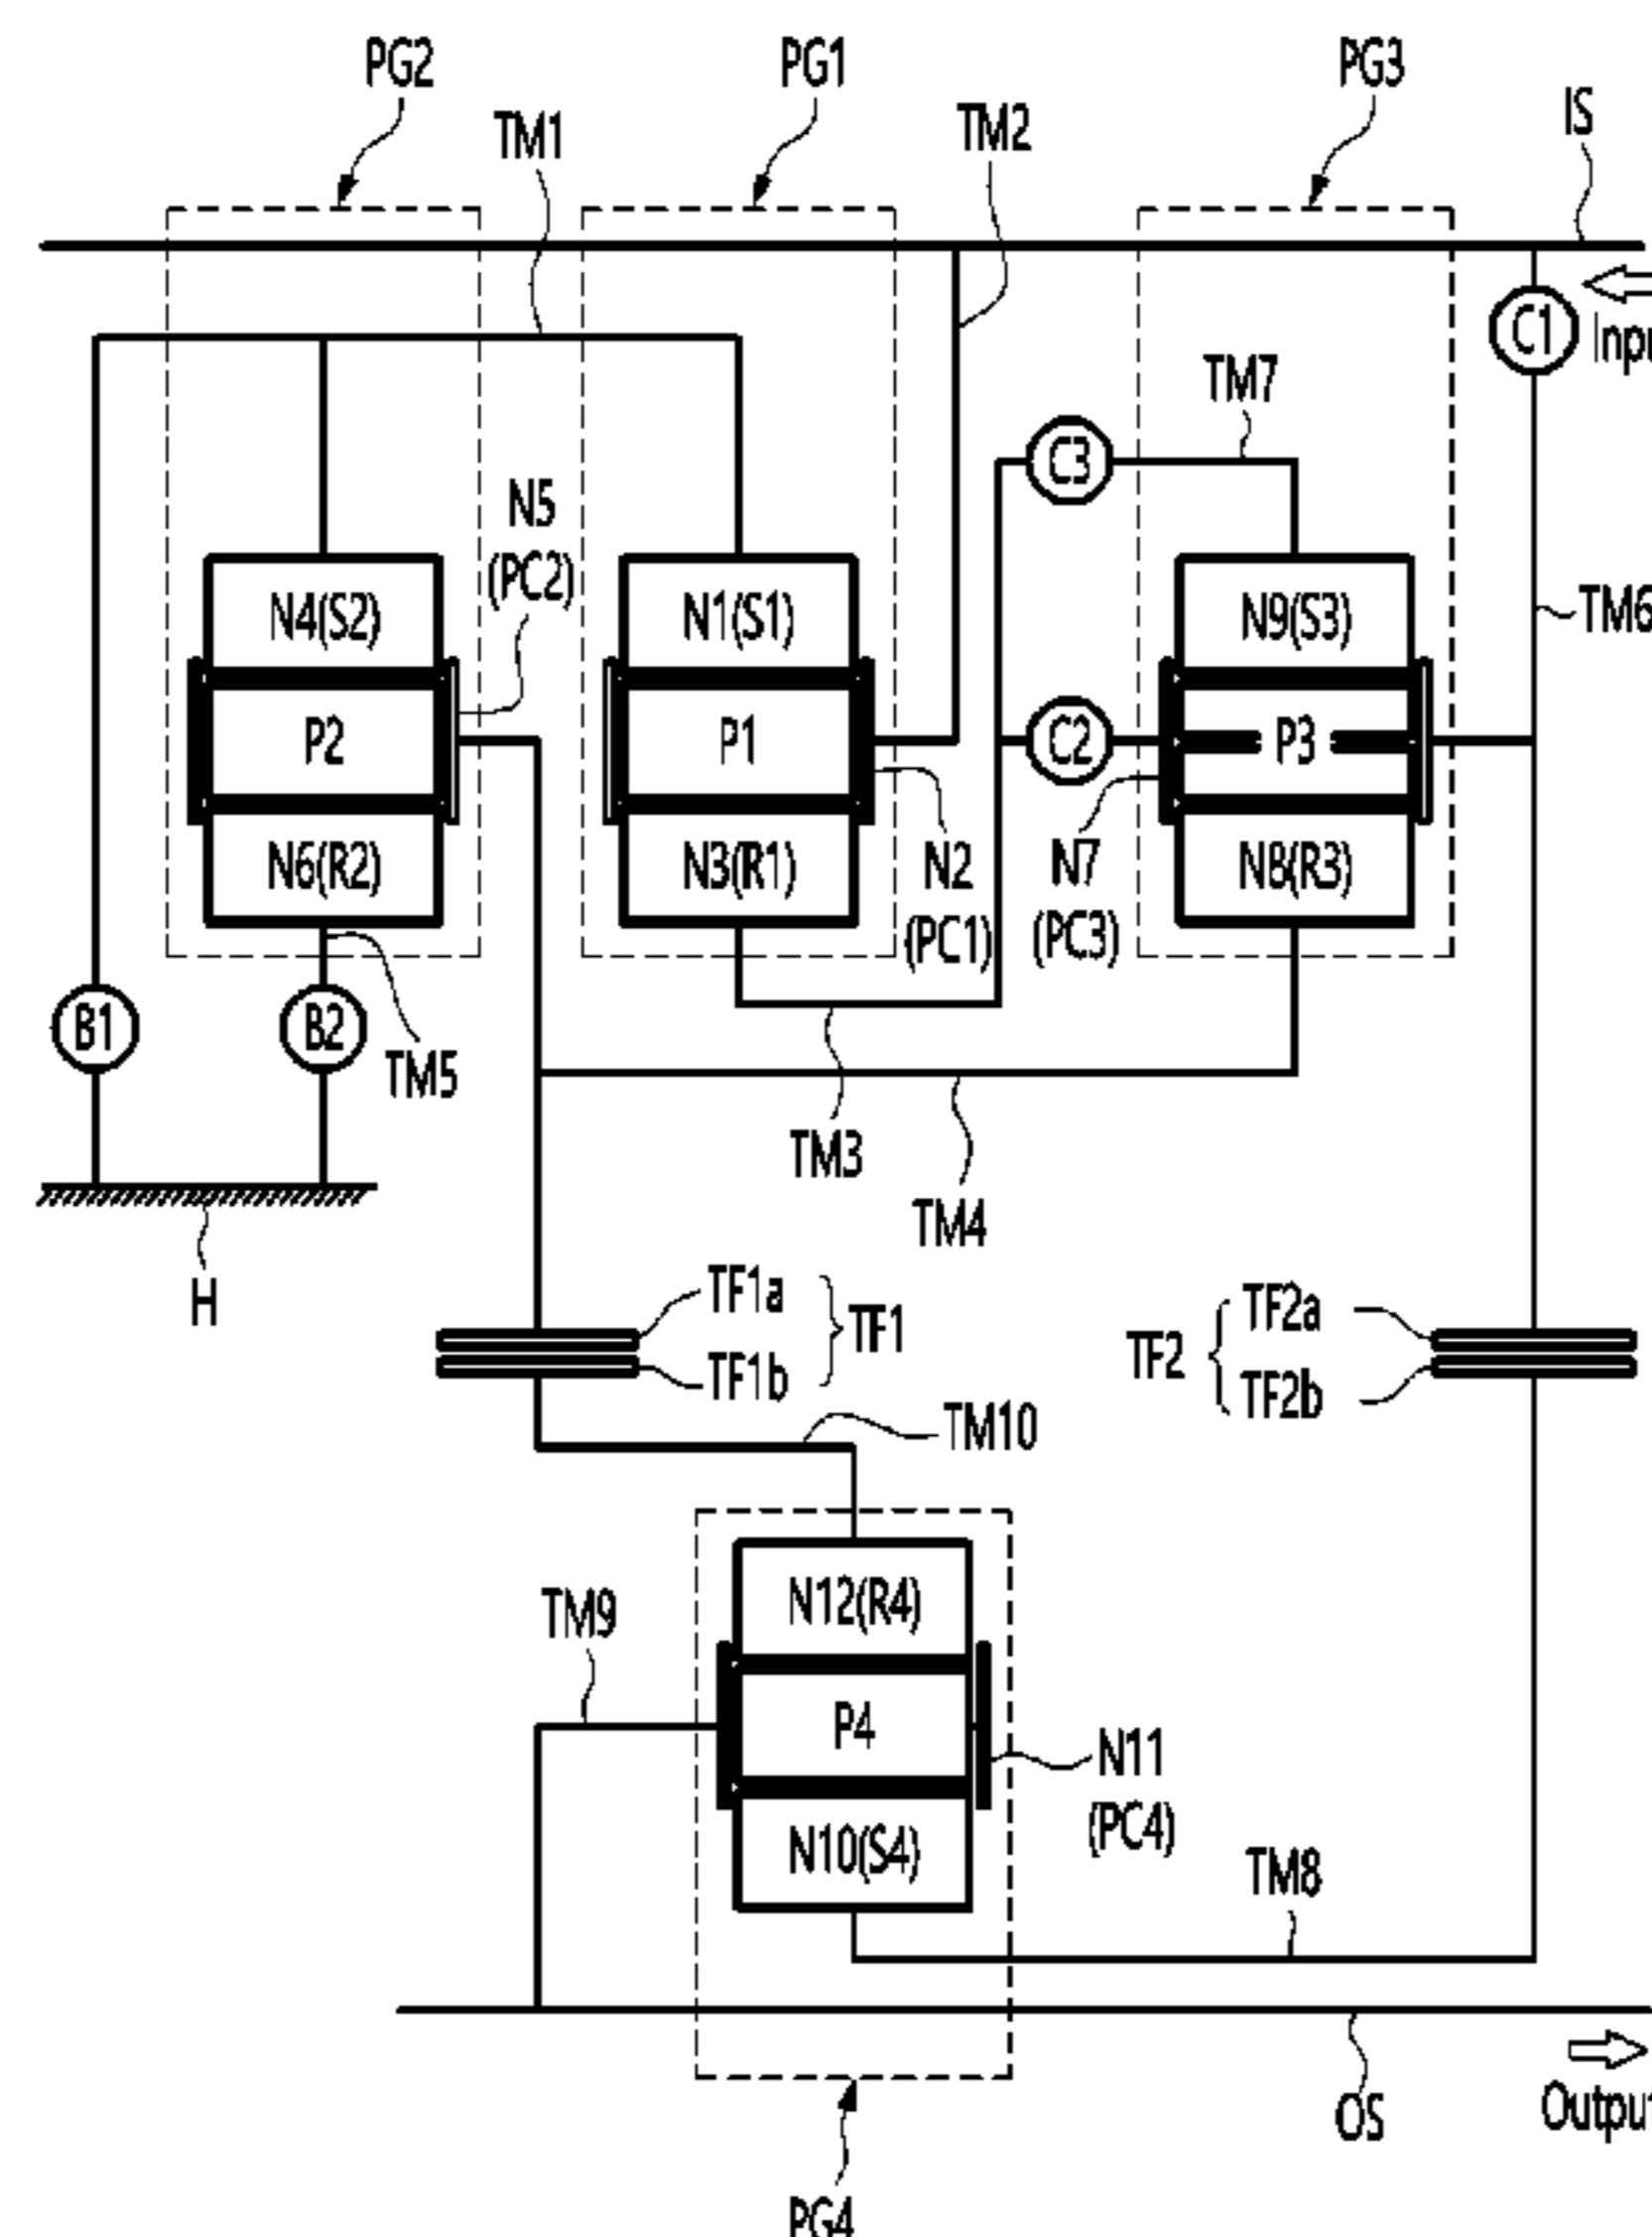 PG2
PG1
PG3
TM1
TM2
IS
C1
TM7
C3
N5
(PC2)
N4(S2)
N1(S1)
N9(S3)
TM6
P2
P1
C2
P3
N6(R2)
N3(R1)
N2
(PC1)
N7
(PC3)
N8(R3)
B1
B2
TM5
TM3
TM4
H
TF1a
TF1
TF1b
TF2a
TF2
TF2b
TM10
N12(R4)
TM9
P4
N11
(PC4)
N10(S4)
TM8
OS
Output
PG4